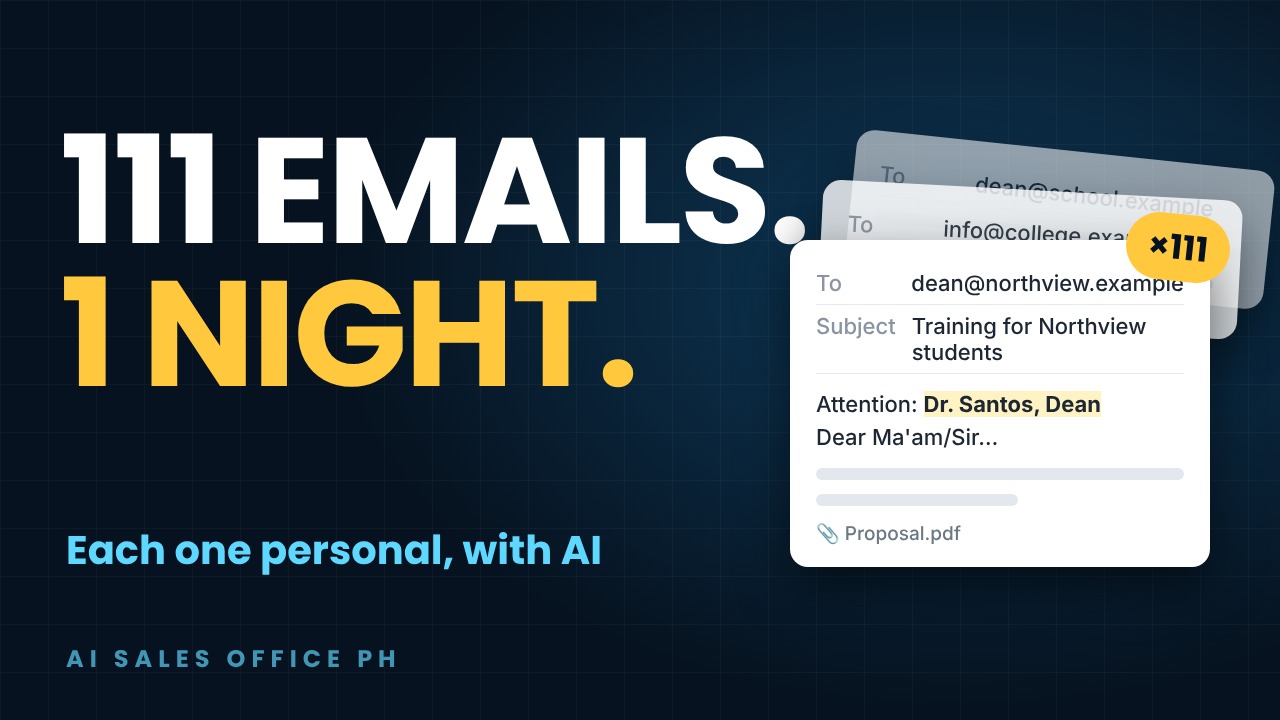 111 EMAILS.
1 NIGHT.
Each one personal, with AI
AI SALES OFFICE PH
To dean@school.example
To info@college.exa
×111
To dean@northview.example
Subject Training for Northview
students
Attention: Dr. Santos, Dean
Dear Ma'am/Sir...
Proposal.pdf